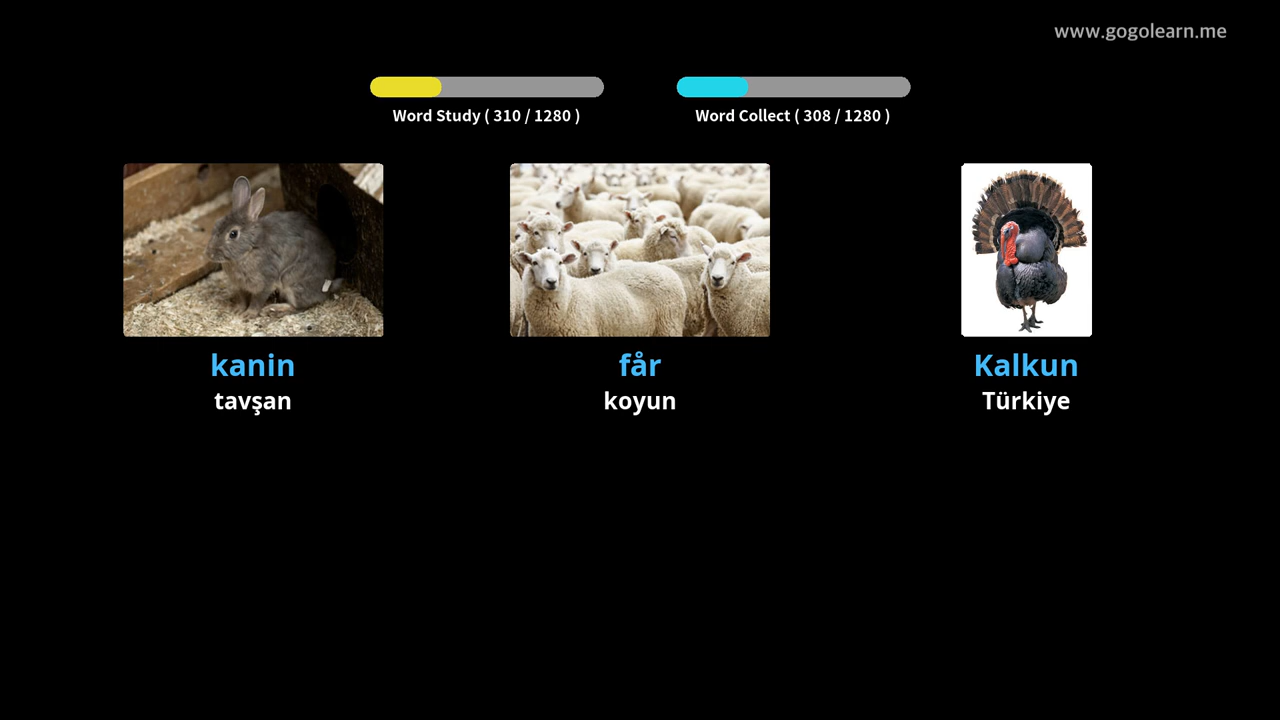 www.gogolearn.me
Word Study ( 310 / 1280 )
Word Collect ( 308 / 1280 )
kanin
tavşan
får
koyun
Kalkun
Türkiye